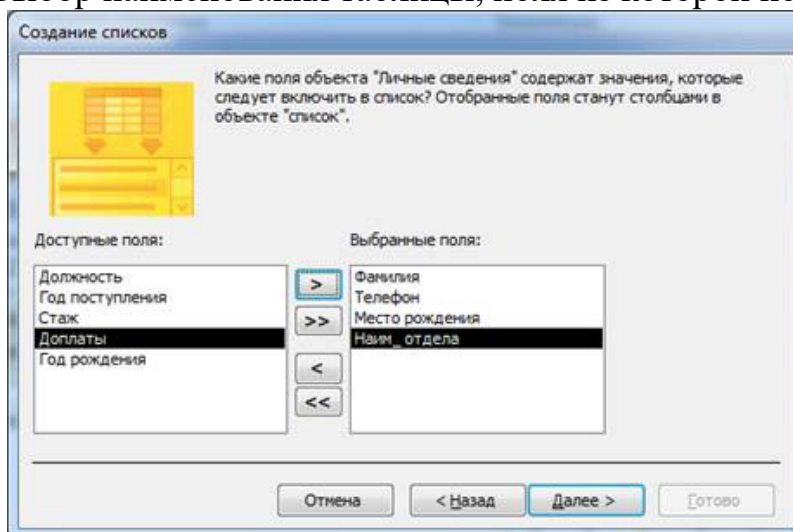 Создание списков
Какие поля объекта "Личные сведения" содержат значения, которые
следует включить в список? Отобранные поля станут столбцами в
объекте "список".
Доступные поля:
Выбранные поля:
Должность
Год поступления
Стаж
Доплаты
Год рождения
>
>>
<
<<
Фамилия
Телефон
Место рождения
Наим_ отдела
Отмена
< Назад
Далее >
Готово